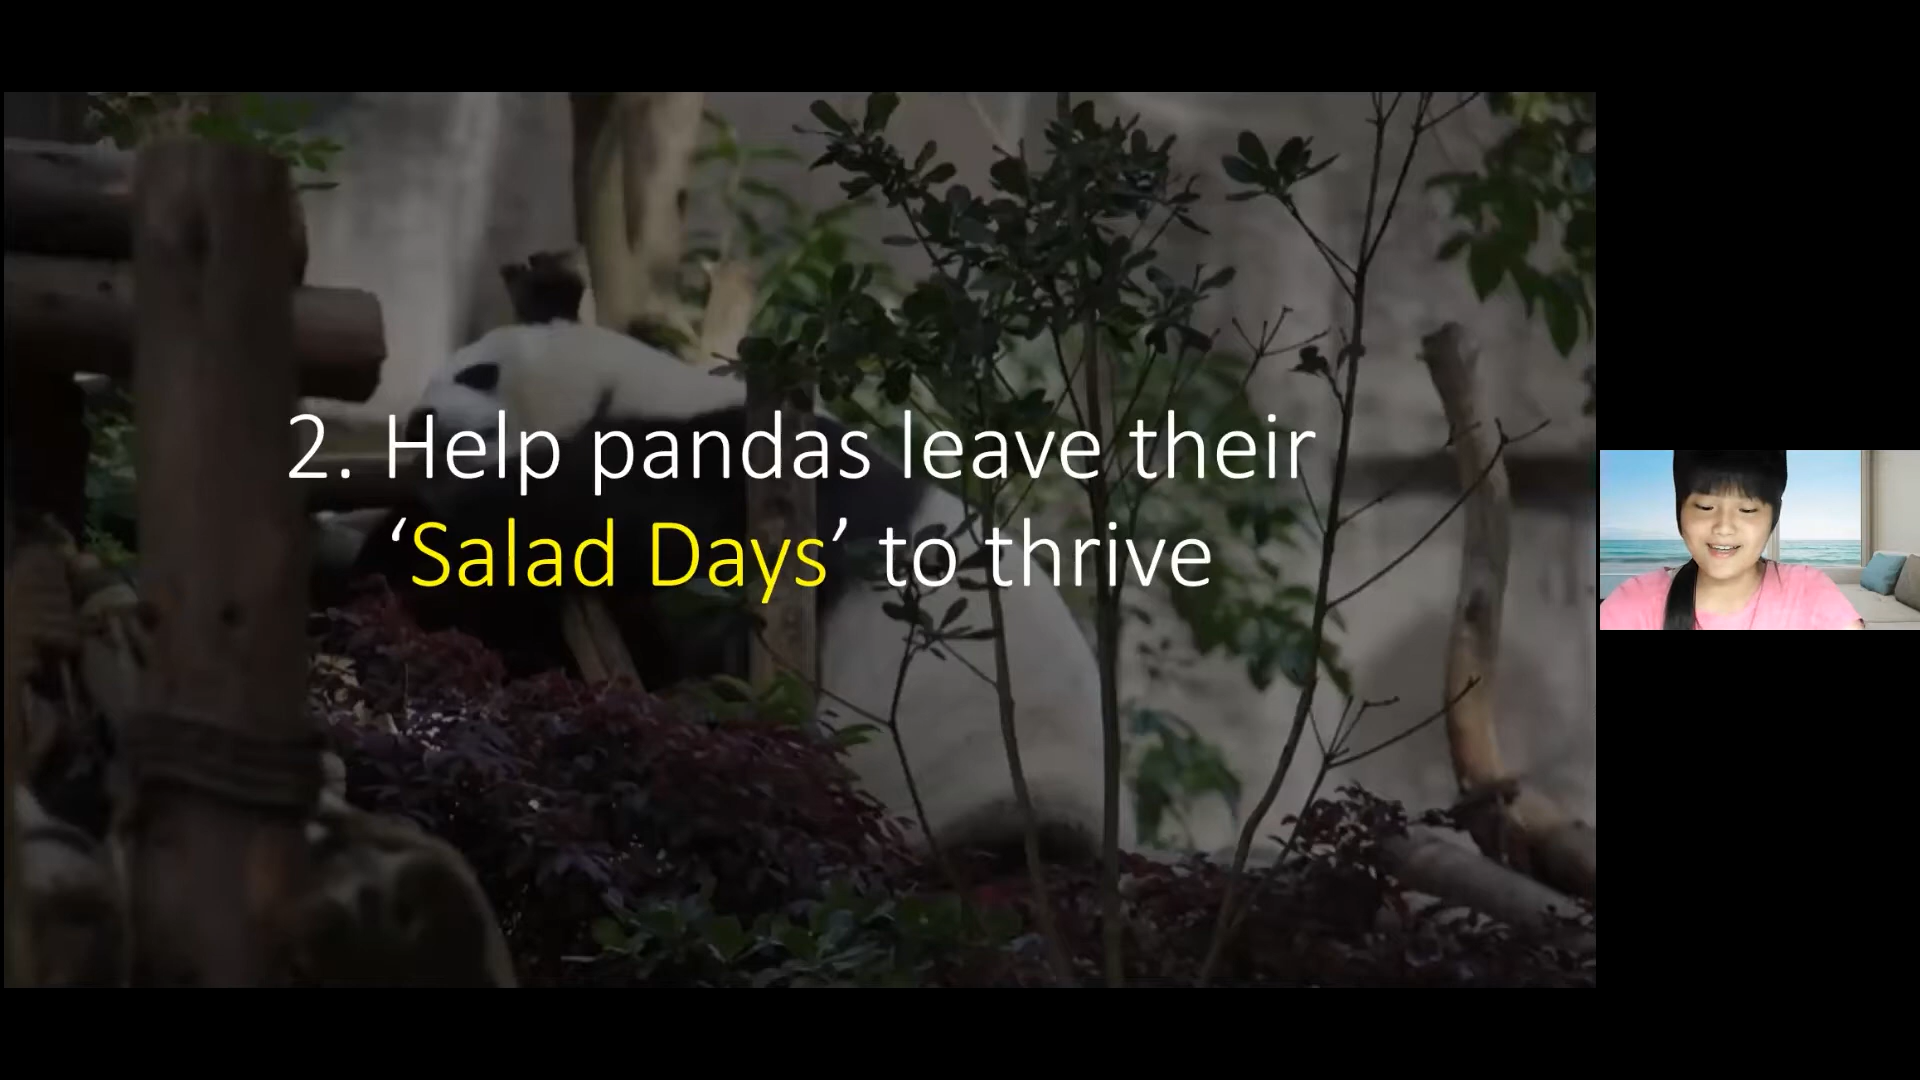 2. Help pandas leave their
‘Salad Days’ to thrive